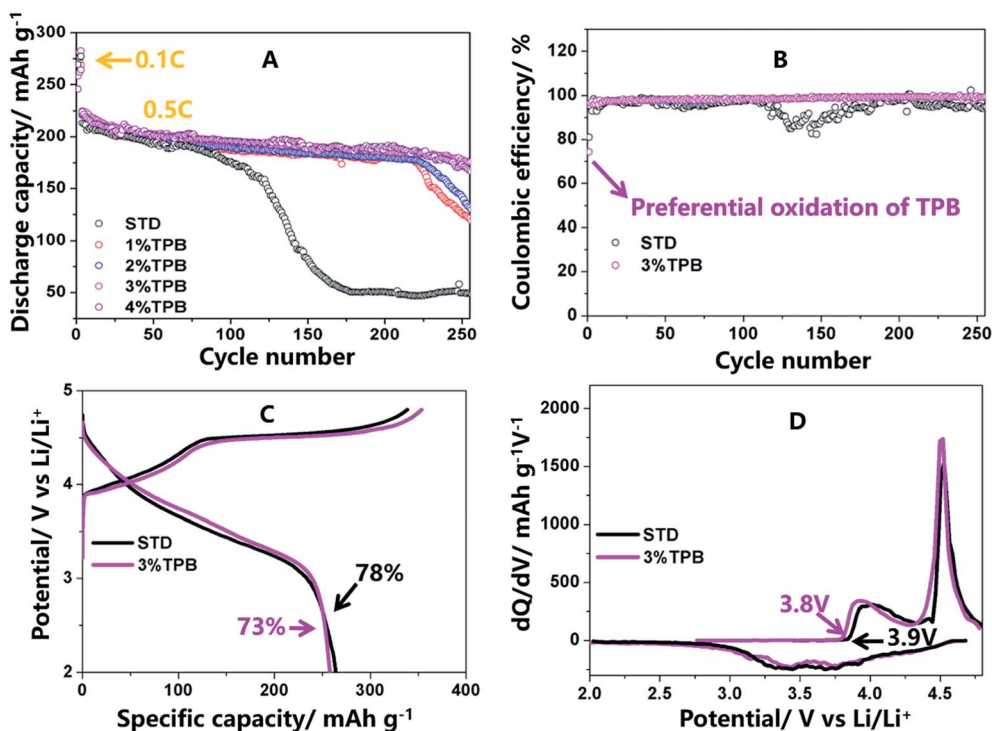 A
Discharge capacity/ mAh g⁻¹
300
250
200
150
100
50
0.1C
0.5C
STD
1%TPB
2%TPB
3%TPB
4%TPB
0 50 100 150 200 250
Cycle number
B
Coulombic efficiency/ %
120
100
80
60
40
20
0
Preferential oxidation of TPB
STD
3%TPB
0 50 100 150 200 250
Cycle number
C
Potential/ V vs Li/Li⁺
5
4
3
2
STD
3%TPB
78%
73%
0 100 200 300 400
Specific capacity/ mAh g⁻¹
D
dQ/dV/ mAh g⁻¹V⁻¹
2000
1500
1000
500
0
STD
3%TPB
3.8V
3.9V
2.0 2.5 3.0 3.5 4.0 4.5
Potential/ V vs Li/Li⁺